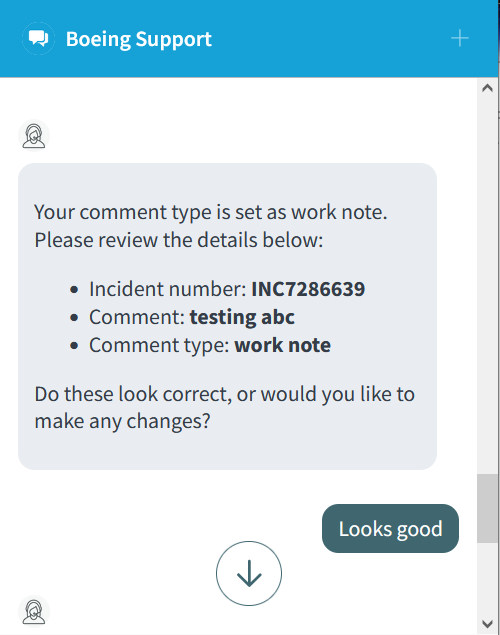 Boeing Support
Your comment type is set as work note.
Please review the details below:
• Incident number: INC7286639
• Comment: testing abc
• Comment type: work note
Do these look correct, or would you like to
make any changes?
Looks good